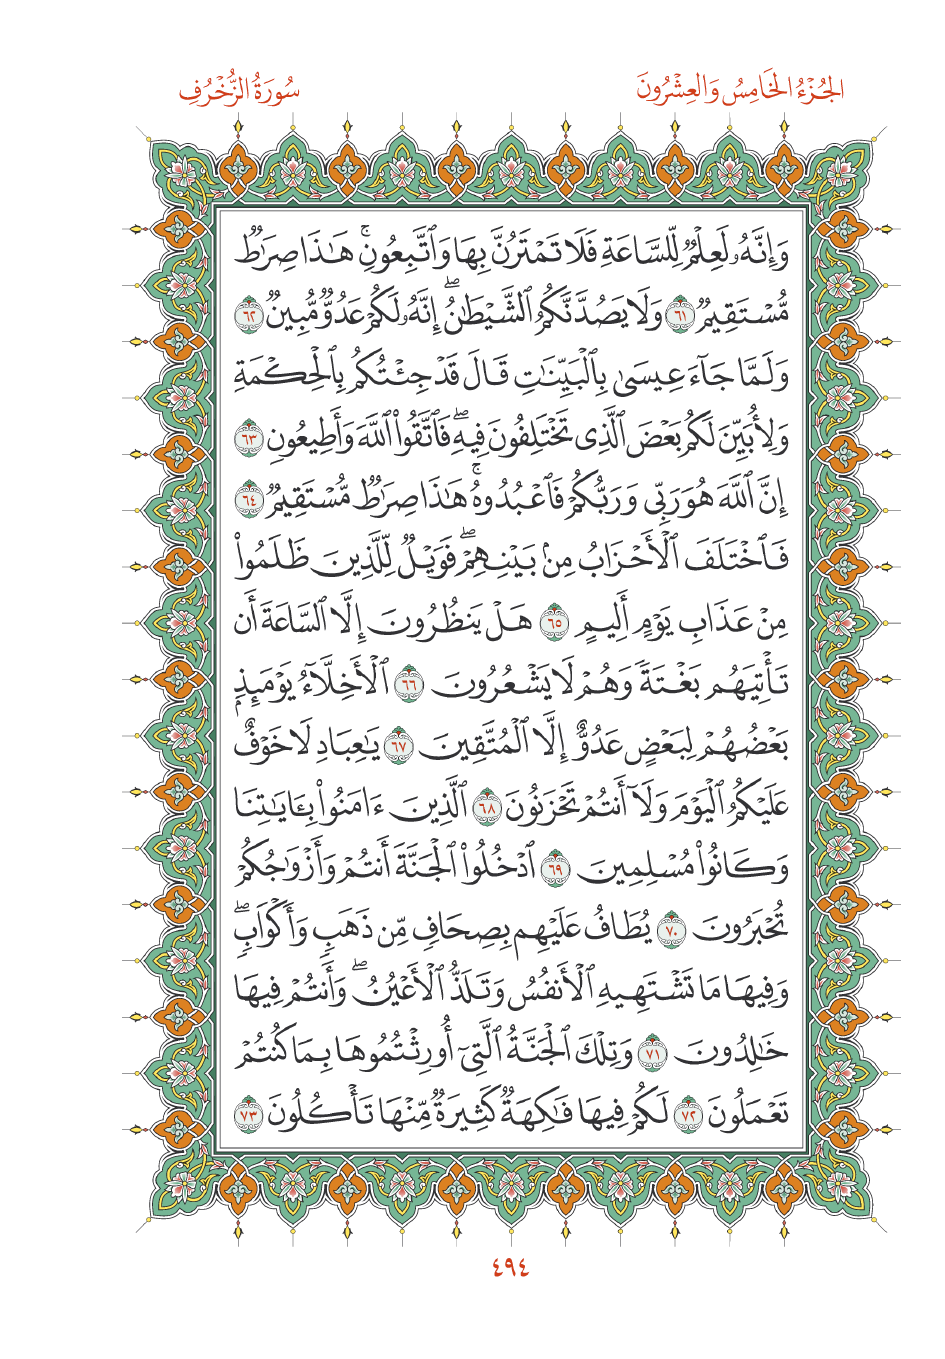 الجُزْءُ الخَامِسُ وَالعِشْرُونَ
سُورَةُ الزُّخْرُفِ
وَإِنَّهُۥ لَعِلْمٌ لِّلسَّاعَةِ فَلَا تَمْتَرُنَّ بِهَا وَٱتَّبِعُونِۚ هَٰذَا صِرَٰطٌ
مُّسْتَقِيمٌ ٦١ وَلَا يَصُدَّنَّكُمُ ٱلشَّيْطَٰنُۖ إِنَّهُۥ لَكُمْ عَدُوٌّ مُّبِينٌ ٦٢
وَلَمَّا جَآءَ عِيسَىٰ بِٱلْبَيِّنَٰتِ قَالَ قَدْ جِئْتُكُم بِٱلْحِكْمَةِ
وَلِأُبَيِّنَ لَكُم بَعْضَ ٱلَّذِى تَخْتَلِفُونَ فِيهِۖ فَٱتَّقُوا۟ ٱللَّهَ وَأَطِيعُونِ ٦٣
إِنَّ ٱللَّهَ هُوَ رَبِّى وَرَبُّكُمْ فَٱعْبُدُوهُۚ هَٰذَا صِرَٰطٌ مُّسْتَقِيمٌ ٦٤
فَٱخْتَلَفَ ٱلْأَحْزَابُ مِنۢ بَيْنِهِمْۖ فَوَيْلٌ لِّلَّذِينَ ظَلَمُوا۟
مِنْ عَذَابِ يَوْمٍ أَلِيمٍ ٦٥ هَلْ يَنظُرُونَ إِلَّا ٱلسَّاعَةَ أَن
تَأْتِيَهُم بَغْتَةً وَهُمْ لَا يَشْعُرُونَ ٦٦ ٱلْأَخِلَّآءُ يَوْمَئِذٍۭ
بَعْضُهُمْ لِبَعْضٍ عَدُوٌّ إِلَّا ٱلْمُتَّقِينَ ٦٧ يَٰعِبَادِ لَا خَوْفٌ
عَلَيْكُمُ ٱلْيَوْمَ وَلَآ أَنتُمْ تَحْزَنُونَ ٦٨ ٱلَّذِينَ ءَامَنُوا۟ بِـَٔايَٰتِنَا
وَكَانُوا۟ مُسْلِمِينَ ٦٩ ٱدْخُلُوا۟ ٱلْجَنَّةَ أَنتُمْ وَأَزْوَٰجُكُمْ
تُحْبَرُونَ ٧٠ يُطَافُ عَلَيْهِم بِصِحَافٍ مِّن ذَهَبٍ وَأَكْوَابٍۖ
وَفِيهَا مَا تَشْتَهِيهِ ٱلْأَنفُسُ وَتَلَذُّ ٱلْأَعْيُنُۖ وَأَنتُمْ فِيهَا
خَٰلِدُونَ ٧١ وَتِلْكَ ٱلْجَنَّةُ ٱلَّتِىٓ أُورِثْتُمُوهَا بِمَا كُنتُمْ
تَعْمَلُونَ ٧٢ لَكُمْ فِيهَا فَٰكِهَةٌ كَثِيرَةٌ مِّنْهَا تَأْكُلُونَ ٧٣
٤٩٤